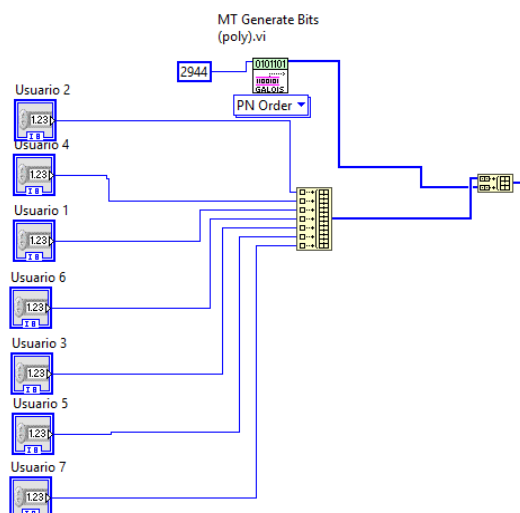 MT Generate Bits
(poly).vi
2944
0101101
GALOIS
PN Order
Usuario 2
1.23
I8
Usuario 4
1.23
I8
Usuario 1
1.23
I8
Usuario 6
1.23
I8
Usuario 3
1.23
I8
Usuario 5
1.23
I8
Usuario 7
1.23
I8